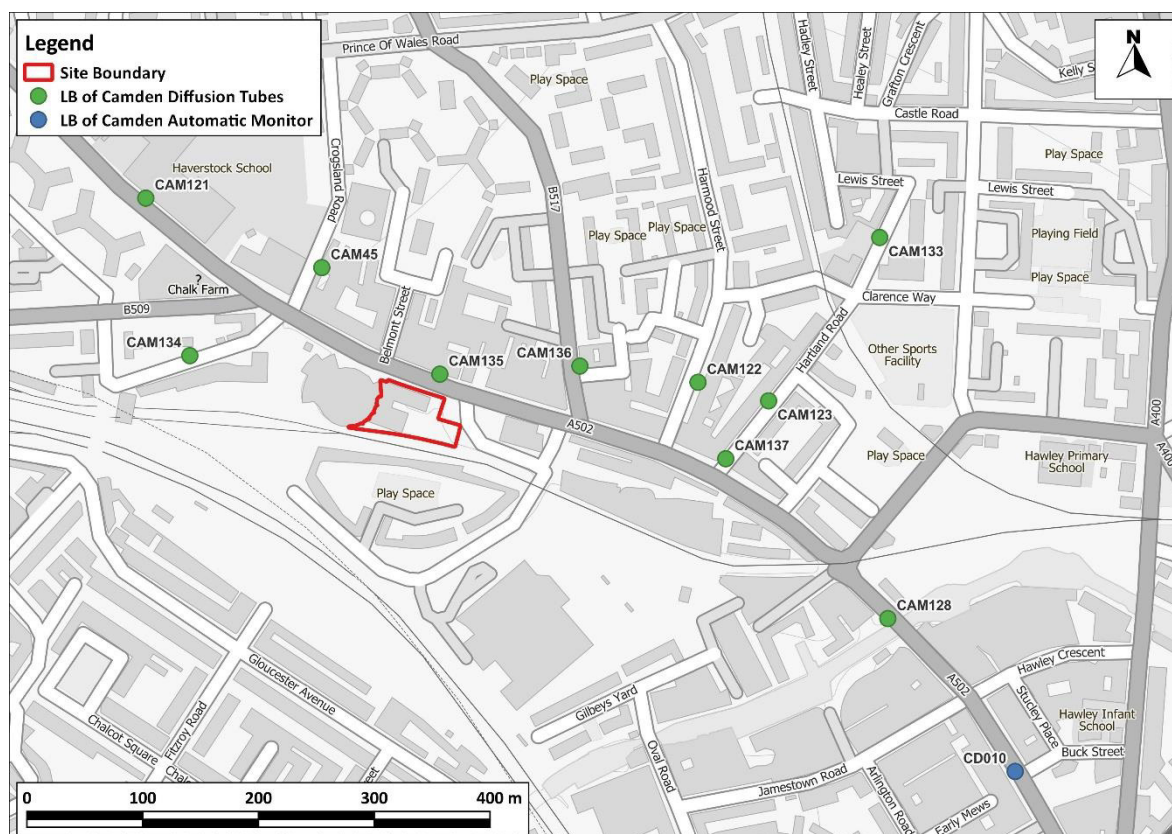 Legend
Site Boundary
LB of Camden Diffusion Tubes
LB of Camden Automatic Monitor
N
Prince Of Wales Road
Hadley Street
Healey Street
Grafton Crescent
Kelly S
Play Space
Castle Road
Haverstock School
Crogsland Road
B517
Harmood Street
Play Space
Lewis Street
Lewis Street
CAM121
CAM45
Play Space
Play Space
CAM133
Playing Field
Play Space
?
Chalk Farm
B509
Belmont Street
Clarence Way
Hartland Road
CAM134
CAM135
CAM136
CAM122
Other Sports
Facility
CAM123
A502
CAM137
A400
A400
Play Space
Hawley Primary
School
Play Space
CAM128
Gloucester Avenue
Fitzroy Road
Chalcot Square
Chalc
treet
Gilbeys Yard
Oval Road
A502
Hawley Crescent
Stucley Place
Hawley Infant
School
Buck Street
CD010
Jamestown Road
Arlington Road
Early Mews
0 100 200 300 400 m